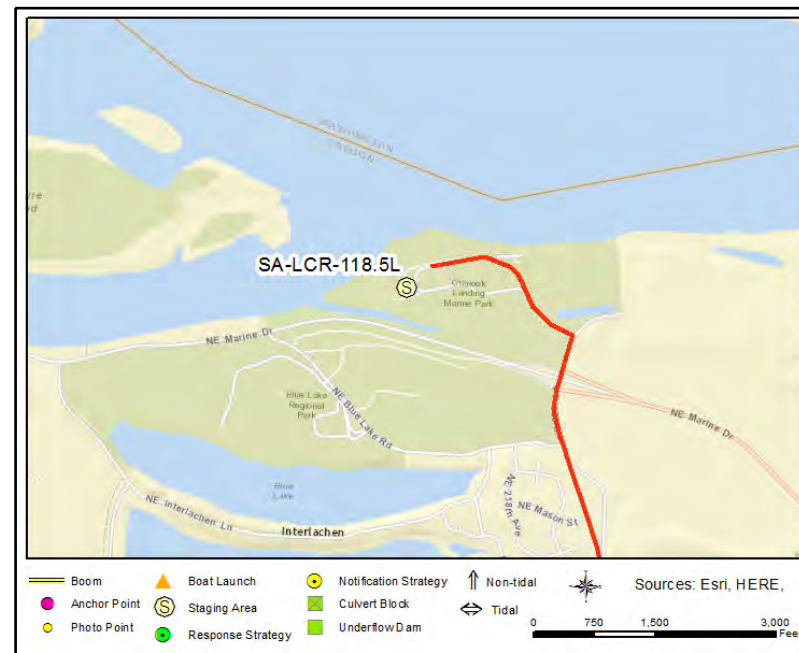 WASHINGTON
OREGON
SA-LCR-118.5L
S
Chinook
Landing
Marine Park
NE Marine Dr
Blue Lake
Regional
Park
NE Blue Lake Rd
NE Marine Dr
Blue
Lake
NE Interlachen Ln
Interlachen
NE 218th Ave
NE Mason St
Boom
Boat Launch
Notification Strategy
Non-tidal
Sources: Esri, HERE,
Anchor Point
S
Staging Area
Culvert Block
Tidal
Photo Point
Response Strategy
Underflow Dam
0 750 1,500 3,000
Feet